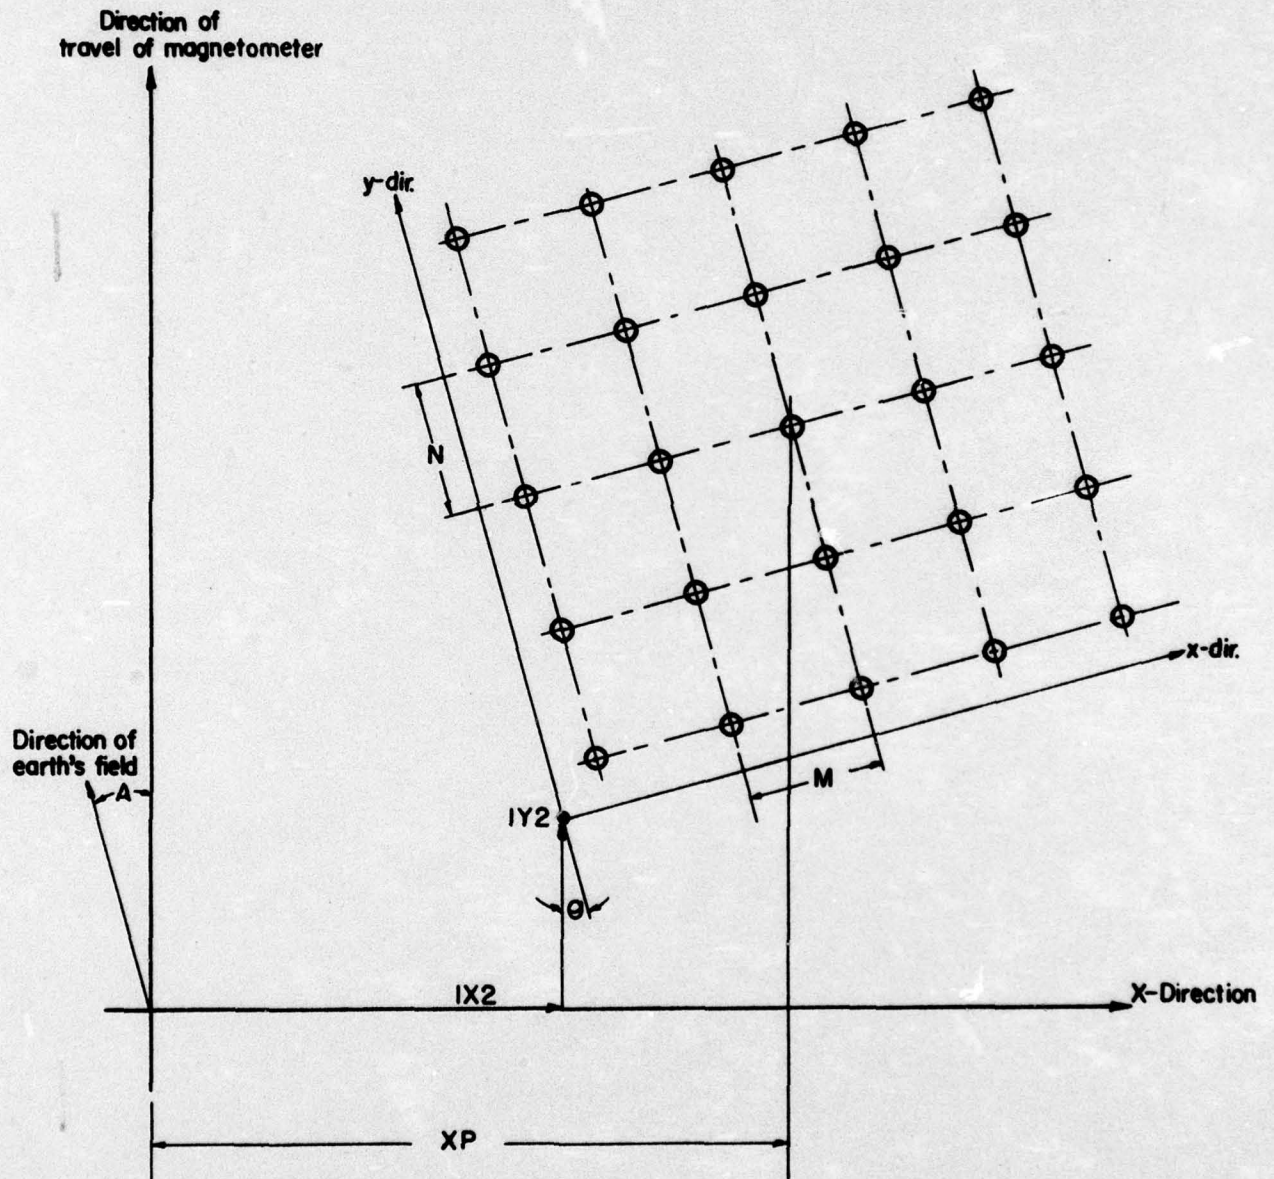 Direction of
travel of magnetometer
y-dir.
N
x-dir.
Direction of
earth's field
A
M
IY2
θ
IX2
X-Direction
XP